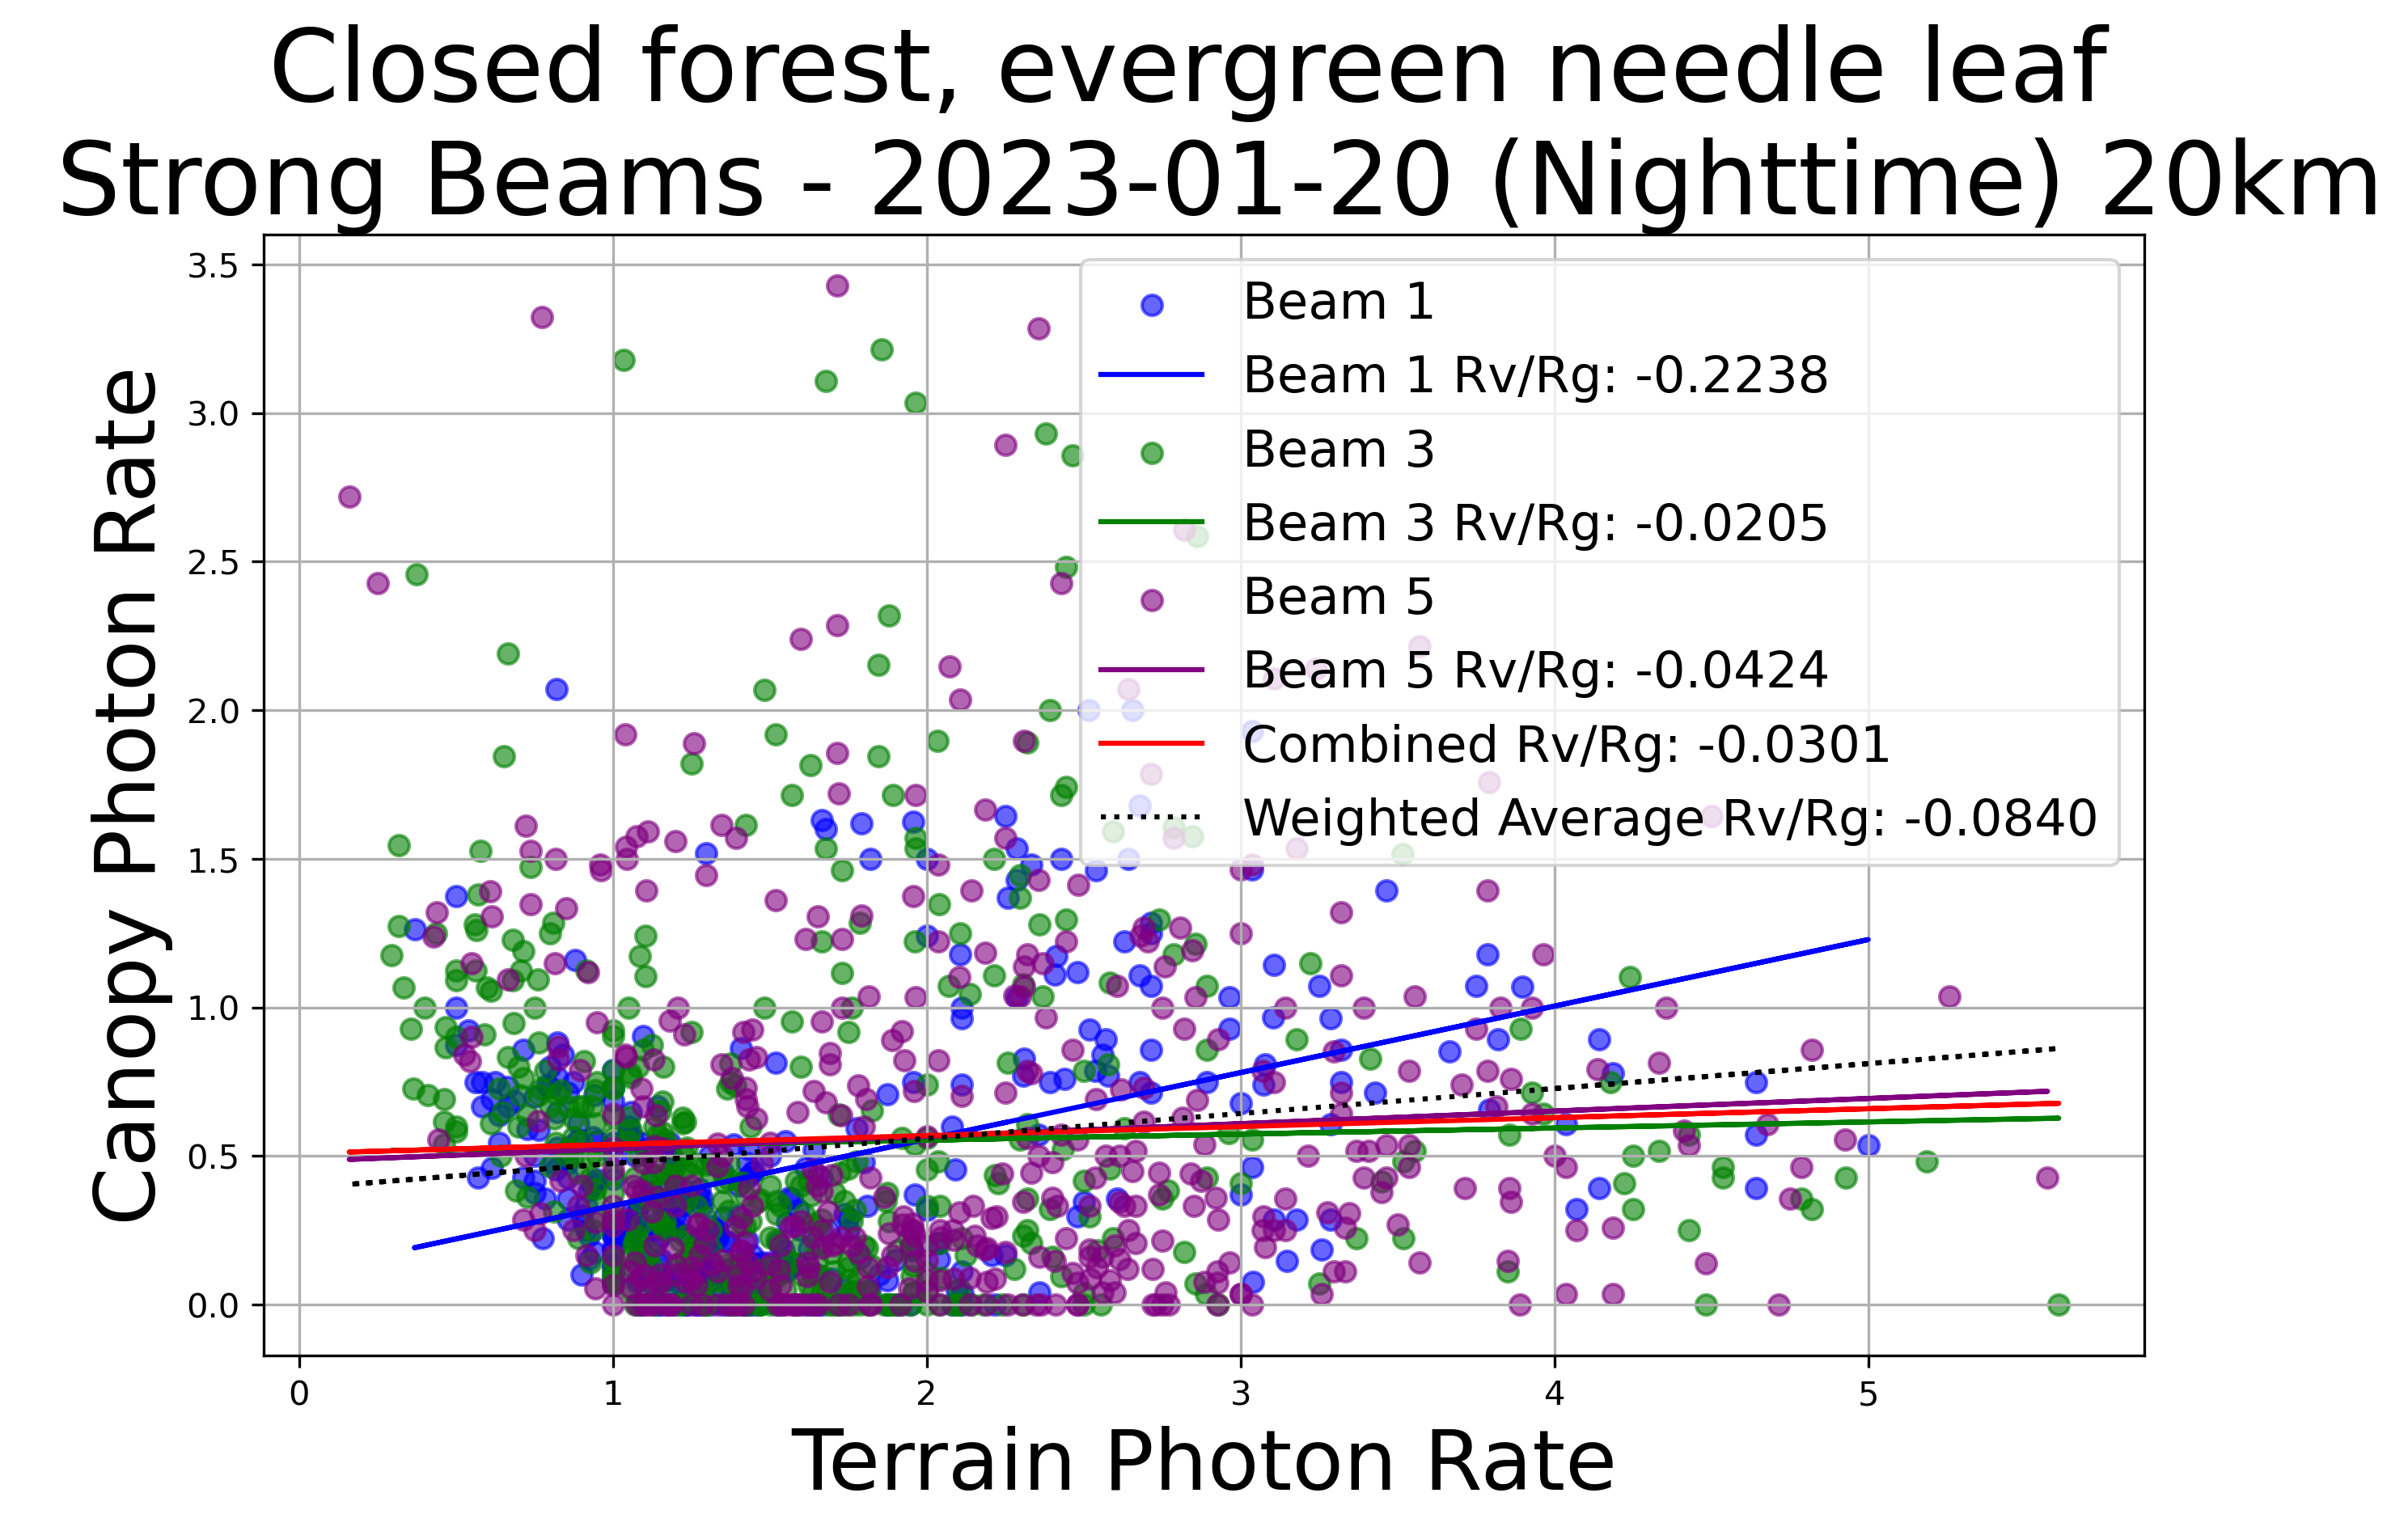 Closed forest, evergreen needle leaf
Strong Beams - 2023-01-20 (Nighttime) 20km
Canopy Photon Rate
3.5
3.0
2.5
2.0
1.5
1.0
0.5
0.0
Beam 1
Beam 1 Rv/Rg: -0.2238
Beam 3
Beam 3 Rv/Rg: -0.0205
Beam 5
Beam 5 Rv/Rg: -0.0424
Combined Rv/Rg: -0.0301
Weighted Average Rv/Rg: -0.0840
0 1 2 3 4 5
Terrain Photon Rate